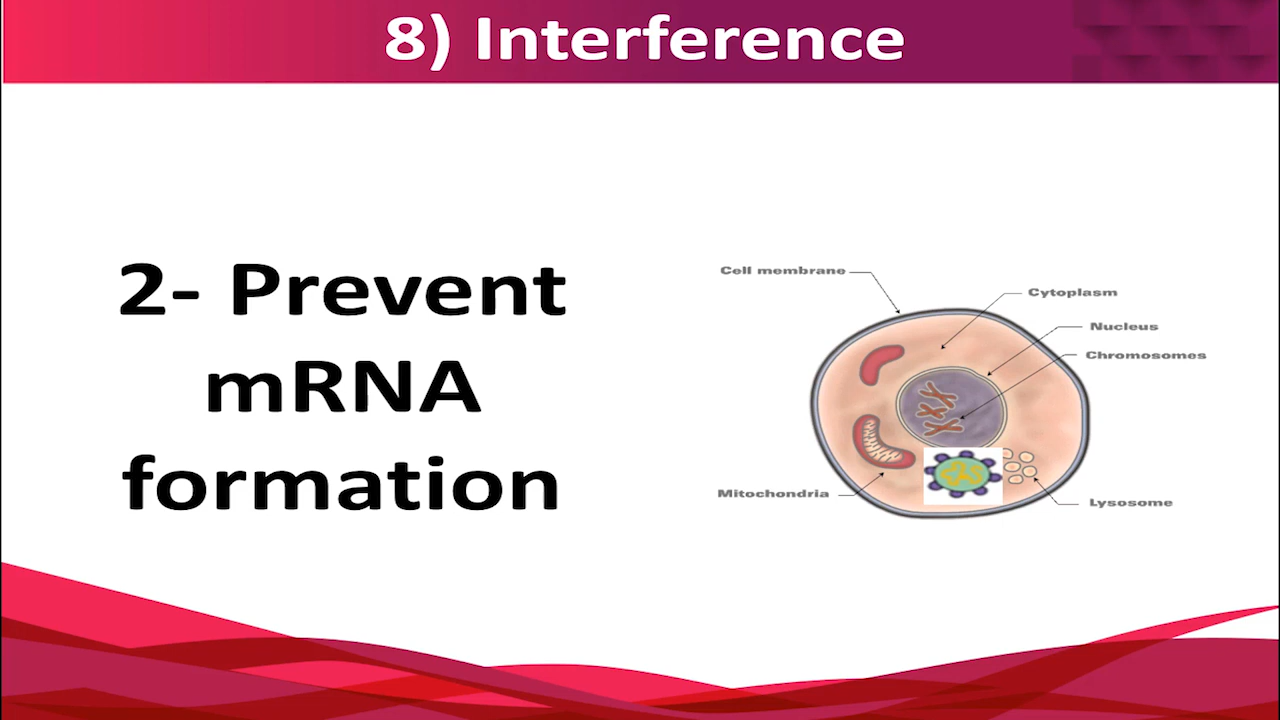 8) Interference
2- Prevent
mRNA
formation
Cell membrane
Cytoplasm
Nucleus
Chromosomes
Mitochondria
Lysosome